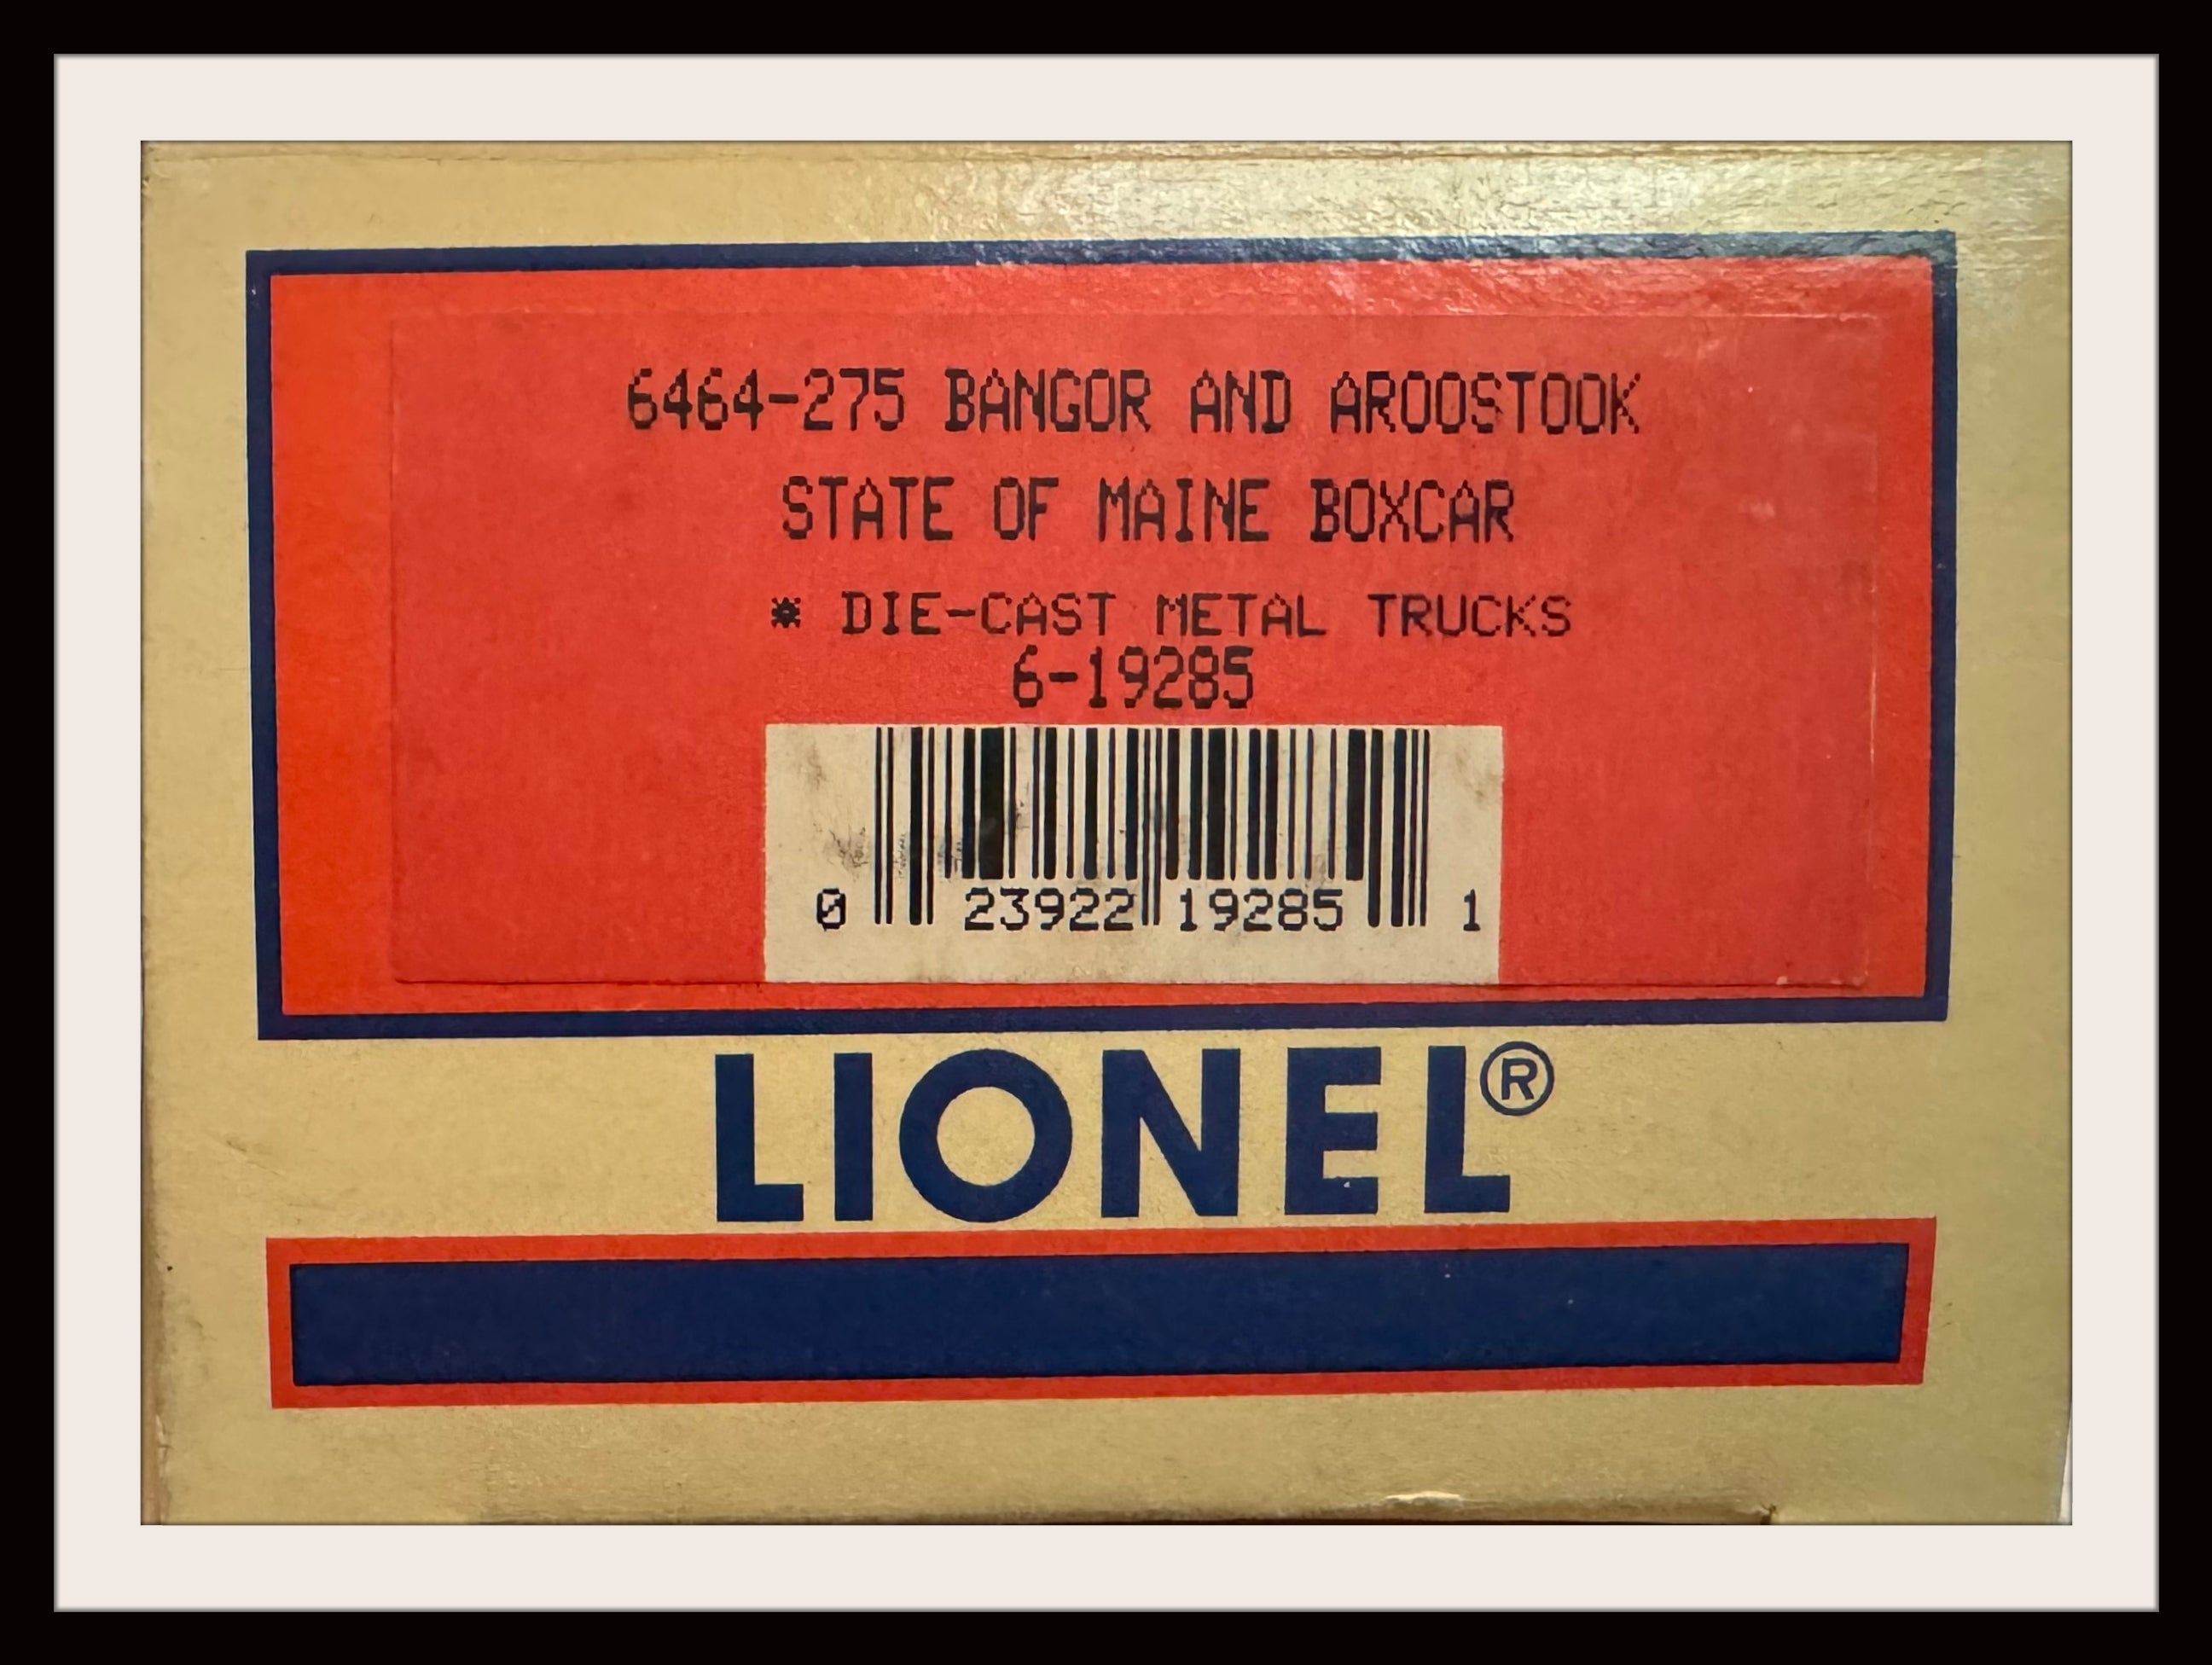 6464-275 BANGOR AND AROOSTOOK
STATE OF MAINE BOXCAR
* DIE-CAST METAL TRUCKS
6-19285
0 23922 19285 1
LIONEL®